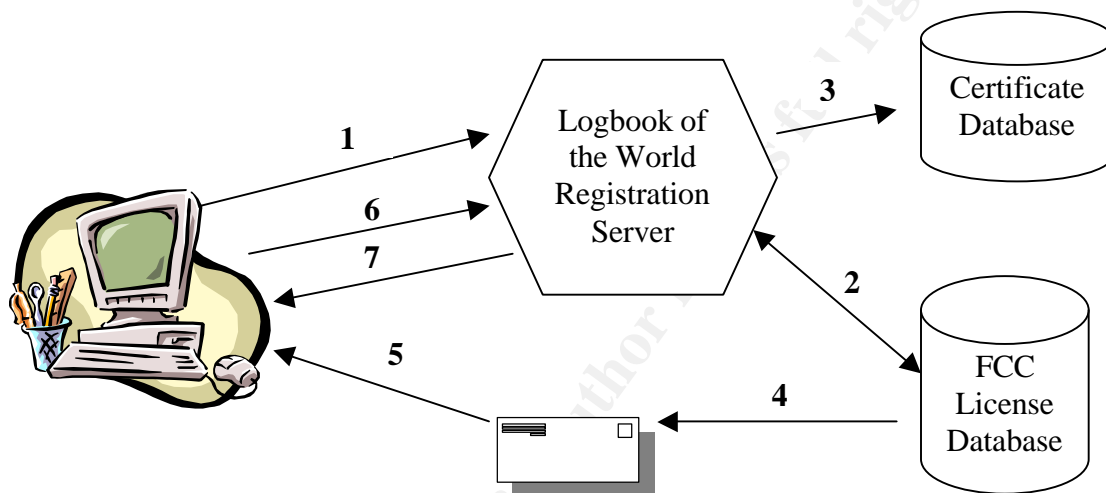 1
6
7
5
Logbook of
the World
Registration
Server
3
Certificate
Database
2
4
FCC
License
Database